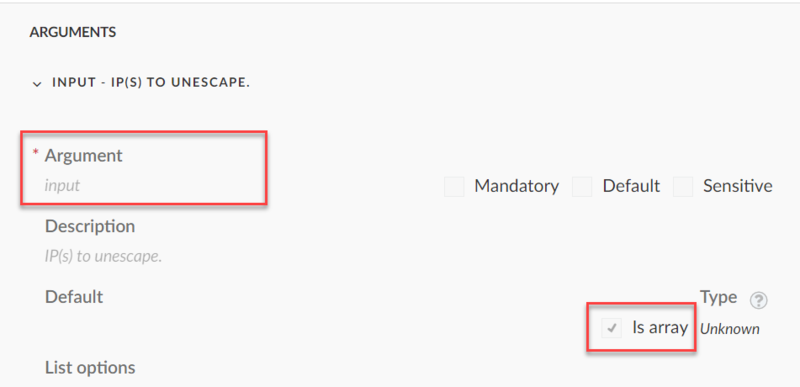 ARGUMENTS
INPUT - IP(S) TO UNESCAPE.
* Argument
input
Mandatory Default Sensitive
Description
IP(s) to unescape.
Default
Type ?
Is array Unknown
List options